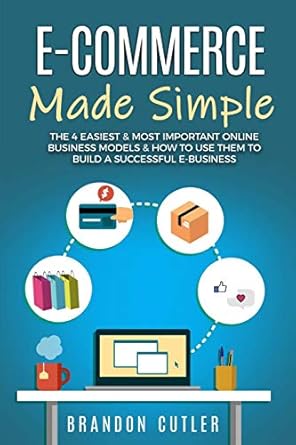 E-COMMERCE
Made Simple
THE 4 EASIEST & MOST IMPORTANT ONLINE
BUSINESS MODELS & HOW TO USE THEM TO
BUILD A SUCCESSFUL E-BUSINESS
BRANDON CUTLER